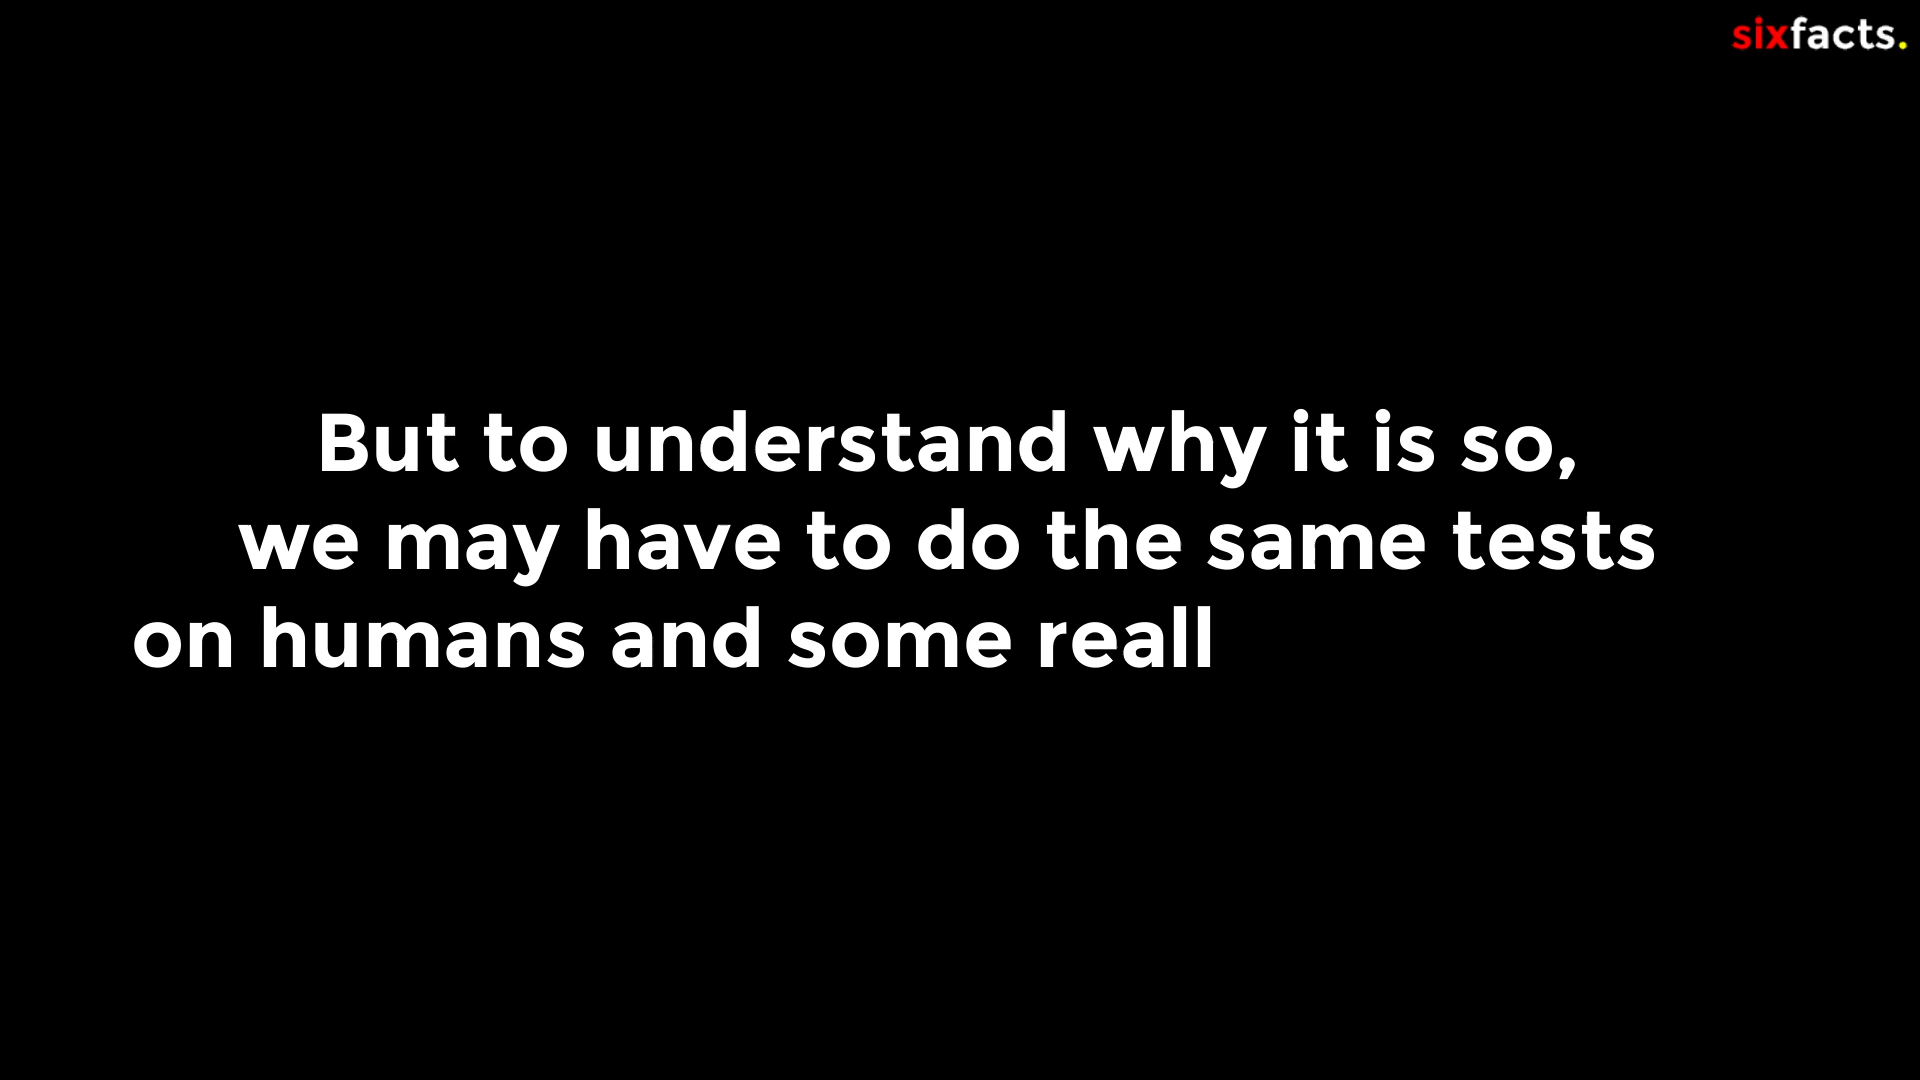 sixfacts.
But to understand why it is so,
we may have to do the same tests
on humans and some reall